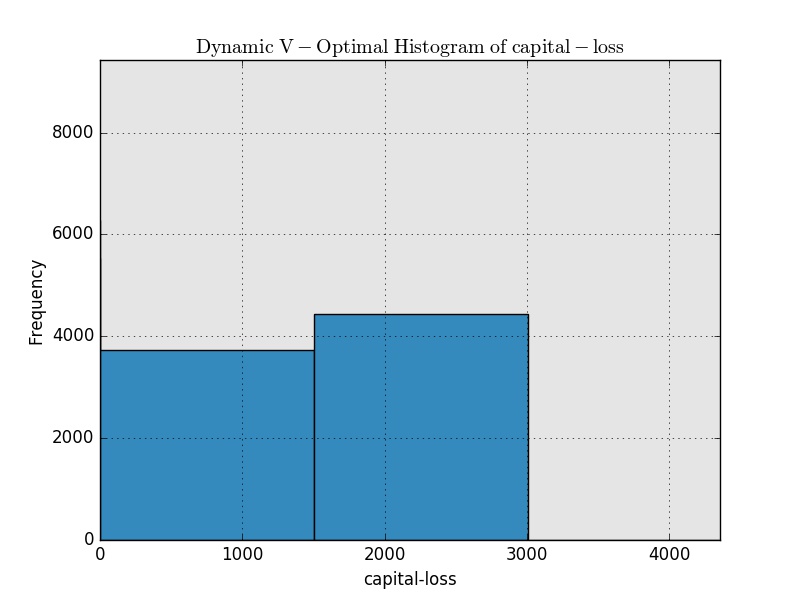 Dynamic V − Optimal Histogram of capital − loss
8000
6000
4000
2000
0
Frequency
0 1000 2000 3000 4000
capital-loss